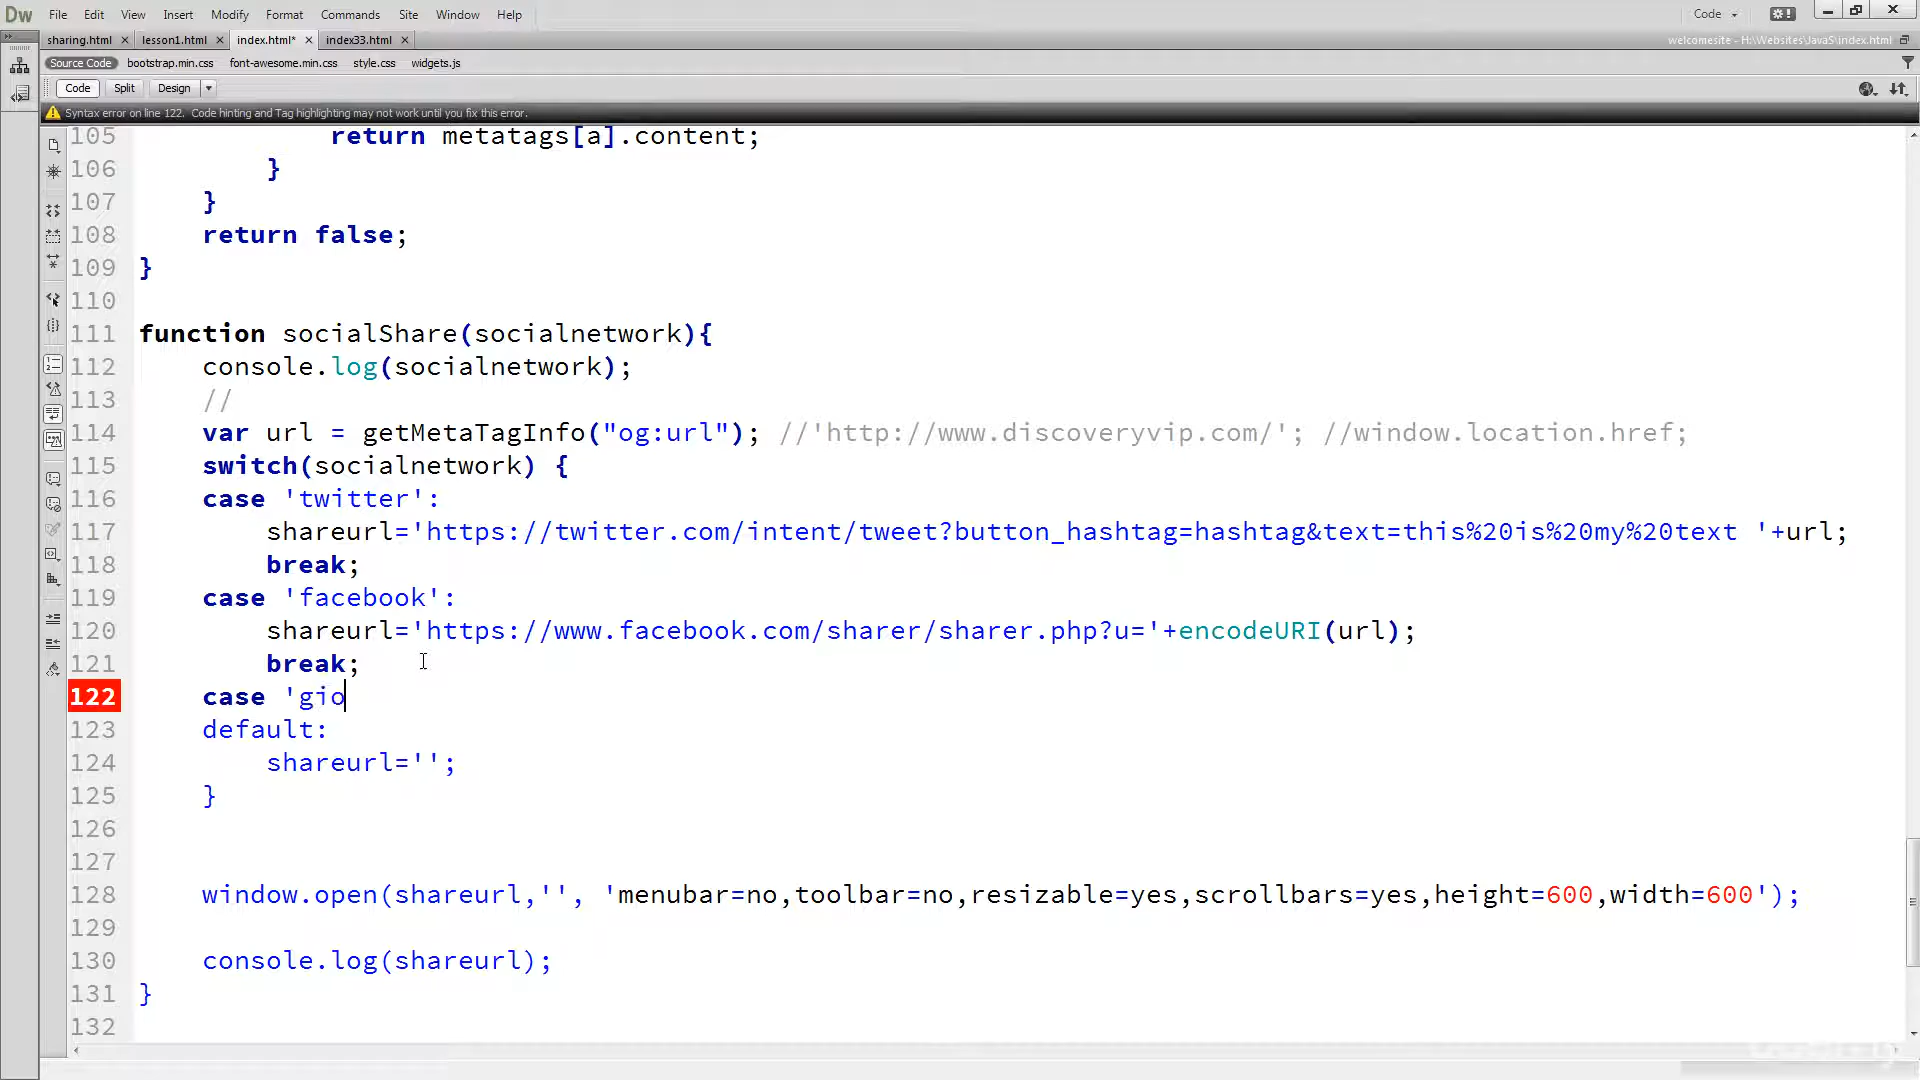 Dw File Edit View Insert Modify Format Commands Site Window Help Code
sharing.html × lesson1.html × index.html* × index33.html × welcomesite - H:\Websites\JavaS\index.html
Source Code bootstrap.min.css font-awesome.min.css style.css widgets.js
Code Split Design
Syntax error on line 122. Code hinting and Tag highlighting may not work until you fix this error.
105 return metatags[a].content;
106 }
107 }
108 return false;
109 }
110
111 function socialShare(socialnetwork){
112 console.log(socialnetwork);
113 //
114 var url = getMetaTagInfo("og:url"); //'http://www.discoveryvip.com/'; //window.location.href;
115 switch(socialnetwork) {
116 case 'twitter':
117 shareurl='https://twitter.com/intent/tweet?button_hashtag=hashtag&text=this%20is%20my%20text '+url;
118 break;
119 case 'facebook':
120 shareurl='https://www.facebook.com/sharer/sharer.php?u='+encodeURI(url);
121 break;
122 case 'gio
123 default:
124 shareurl='';
125 }
126
127
128 window.open(shareurl,'', 'menubar=no,toolbar=no,resizable=yes,scrollbars=yes,height=600,width=600');
129
130 console.log(shareurl);
131 }
132